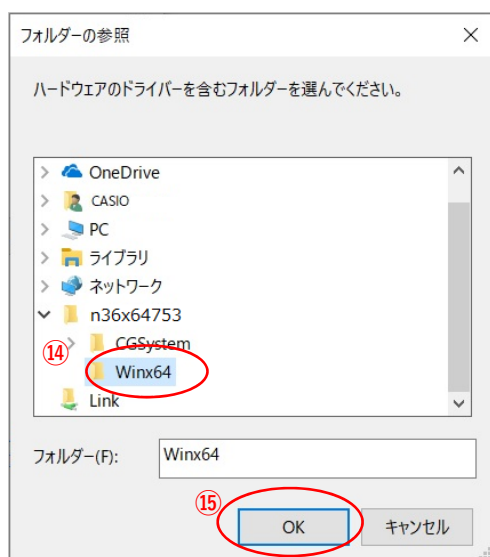 フォルダーの参照
ハードウェアのドライバーを含むフォルダーを選んでください。
OneDrive
CASIO
PC
ライブラリ
ネットワーク
n36x64753
⑭ CGSystem
Winx64
Link
フォルダー(F): Winx64
⑮
OK キャンセル